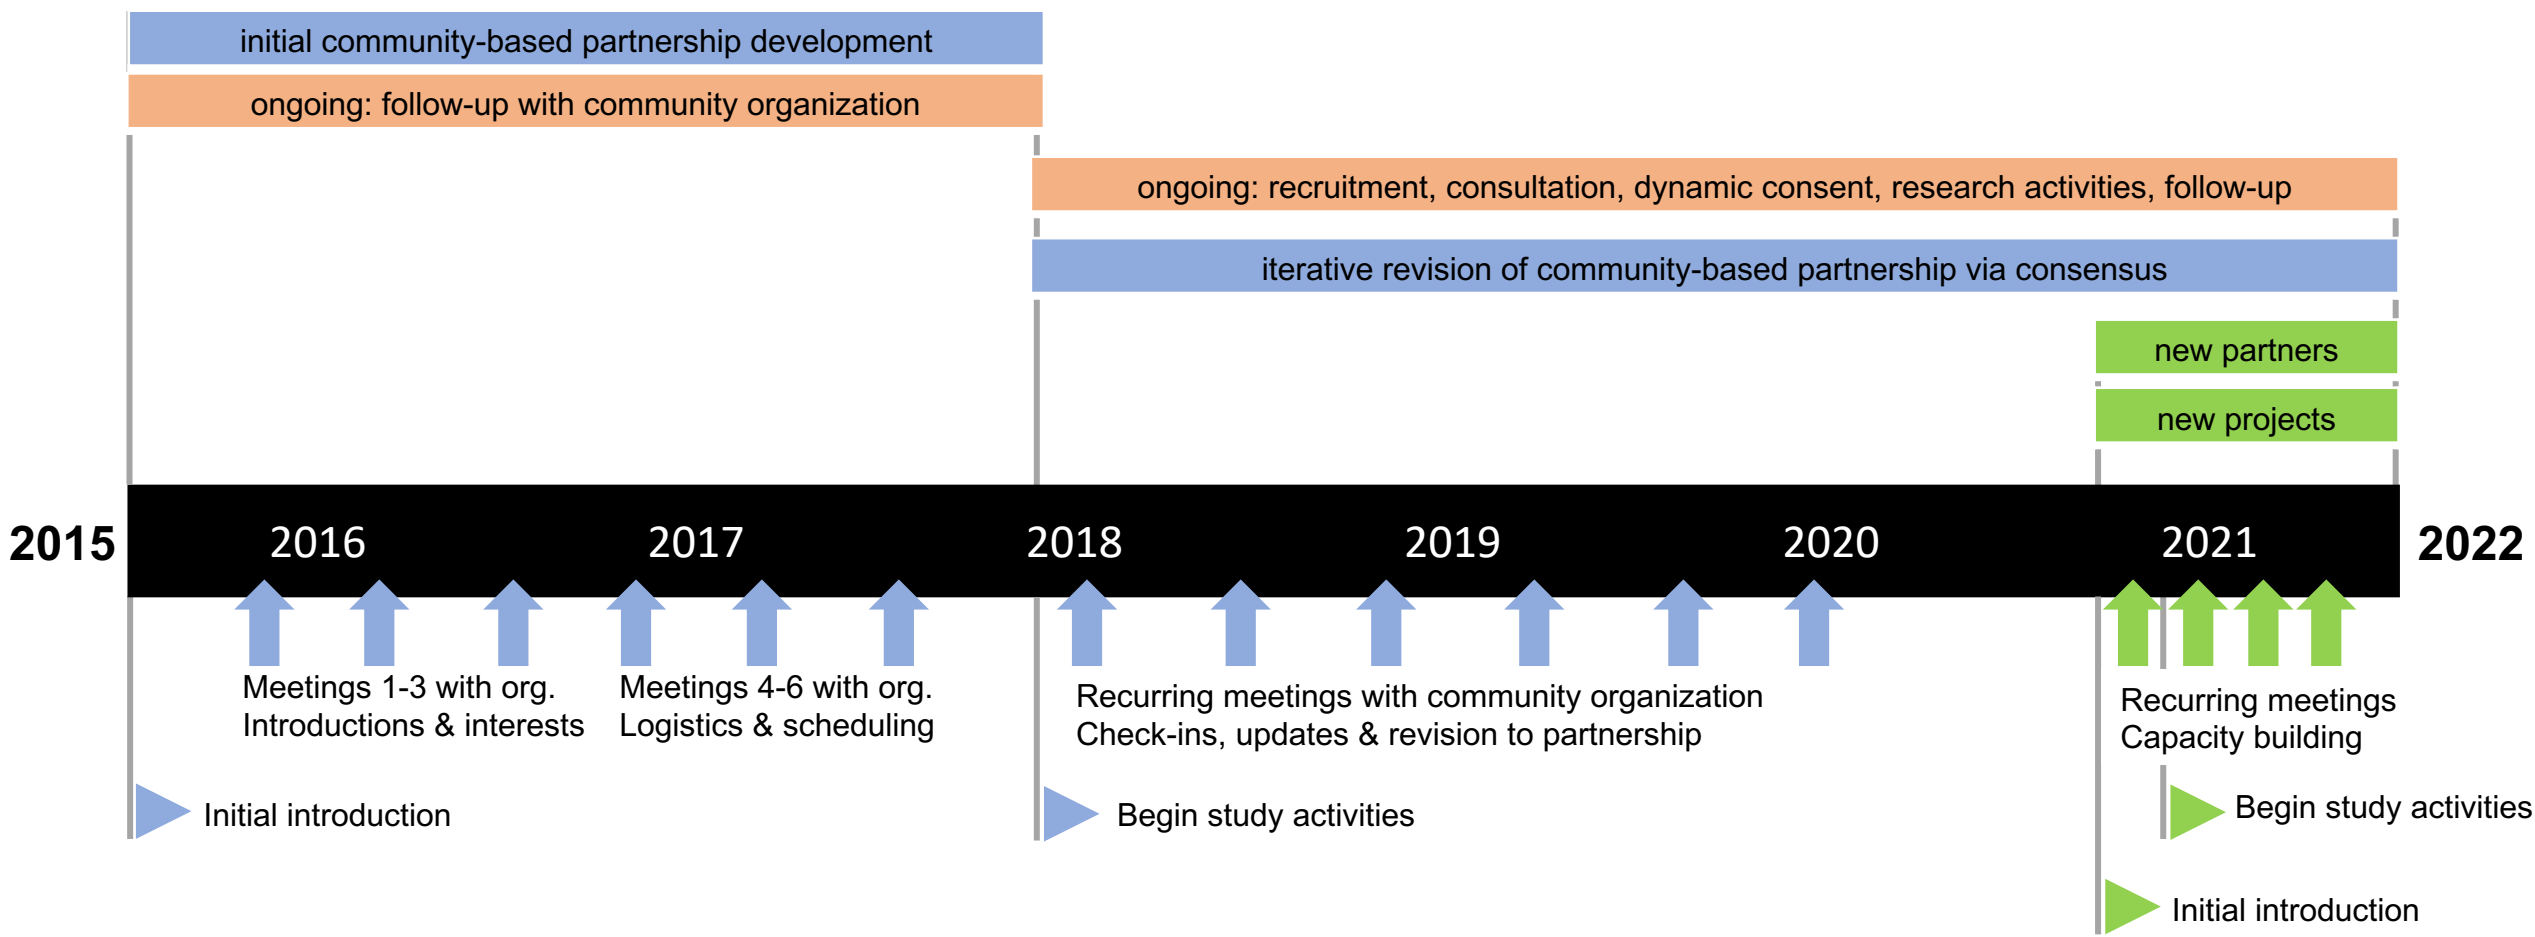 initial community-based partnership development
ongoing: follow-up with community organization
ongoing: recruitment, consultation, dynamic consent, research activities, follow-up
iterative revision of community-based partnership via consensus
new partners
new projects
2015 2016 2017 2018 2019 2020 2021 2022
Meetings 1-3 with org.
Introductions & interests
Meetings 4-6 with org.
Logistics & scheduling
Recurring meetings with community organization
Check-ins, updates & revision to partnership
Recurring meetings
Capacity building
Initial introduction
Begin study activities
Begin study activities
Initial introduction